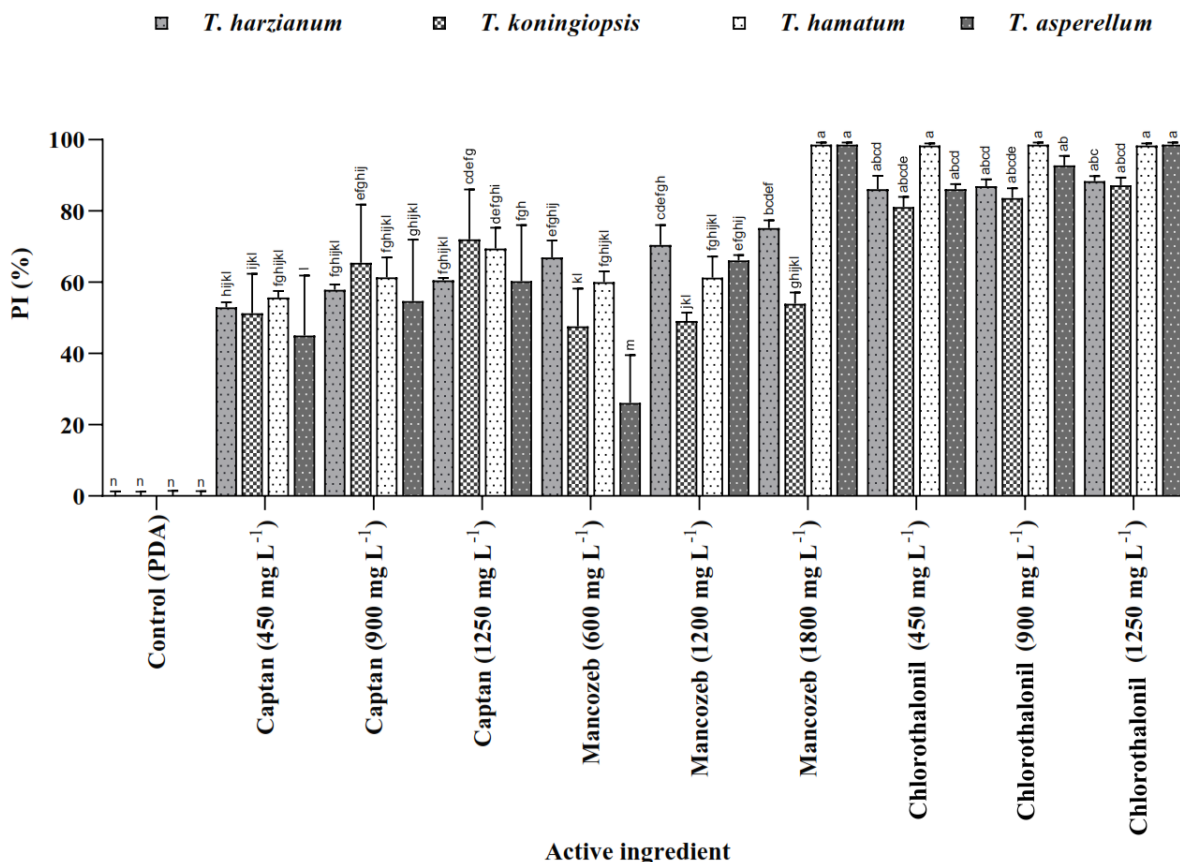 T. harzianum T. koningiopsis T. hamatum T. asperellum
PI (%)
100
80
60
40
20
0
n n n n
hijkl ijkl fghijkl l
fghijkl efghij fghijkl ghijkl
fghijkl cdefg defghi fgh
efghij kl fghijkl m
cdefgh ijkl fghijkl efghij
bcdef ghijkl a a
abcd abcde a abcd
abcd abcde a ab
abc abcd a a
Control (PDA)
Captan (450 mg L⁻¹)
Captan (900 mg L⁻¹)
Captan (1250 mg L⁻¹)
Mancozeb (600 mg L⁻¹)
Mancozeb (1200 mg L⁻¹)
Mancozeb (1800 mg L⁻¹)
Chlorothalonil (450 mg L⁻¹)
Chlorothalonil (900 mg L⁻¹)
Chlorothalonil (1250 mg L⁻¹)
Active ingredient